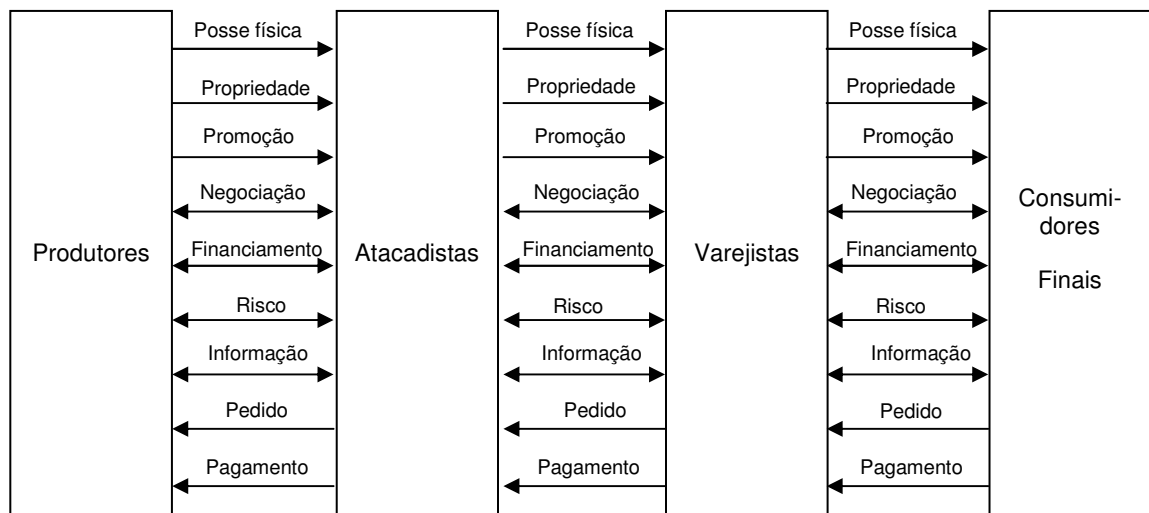 Posse física Posse física Posse física
Propriedade Propriedade Propriedade
Promoção Promoção Promoção
Negociação Negociação Negociação
Consumi-
dores
Produtores Financiamento Atacadistas Financiamento Varejistas Financiamento
Finais
Risco Risco Risco
Informação Informação Informação
Pedido Pedido Pedido
Pagamento Pagamento Pagamento